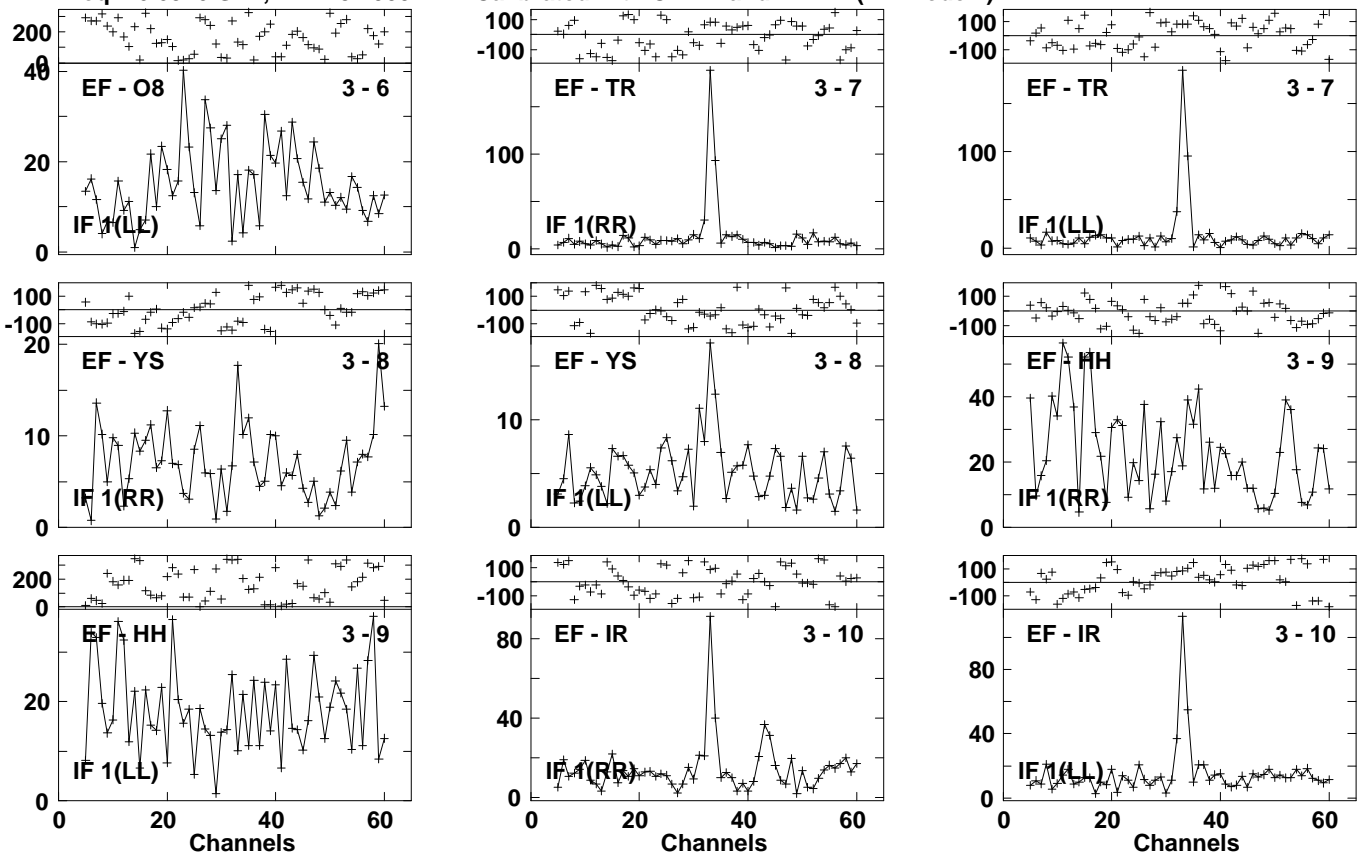 200
0
100
-100
100
-100
40
20
0
EF - O8
3 - 6
IF 1(LL)
100
0
EF - TR
3 - 7
IF 1(RR)
100
0
EF - TR
3 - 7
IF 1(LL)
100
-100
100
-100
100
-100
20
10
0
EF - YS
3 - 8
IF 1(RR)
10
0
EF - YS
3 - 8
IF 1(LL)
40
20
0
EF - HH
3 - 9
IF 1(RR)
200
0
100
-100
100
-100
20
0
EF - HH
3 - 9
IF 1(LL)
80
40
0
EF - IR
3 - 10
IF 1(RR)
80
40
0
EF - IR
3 - 10
IF 1(LL)
0 20 40 60
Channels
0 20 40 60
Channels
0 20 40 60
Channels